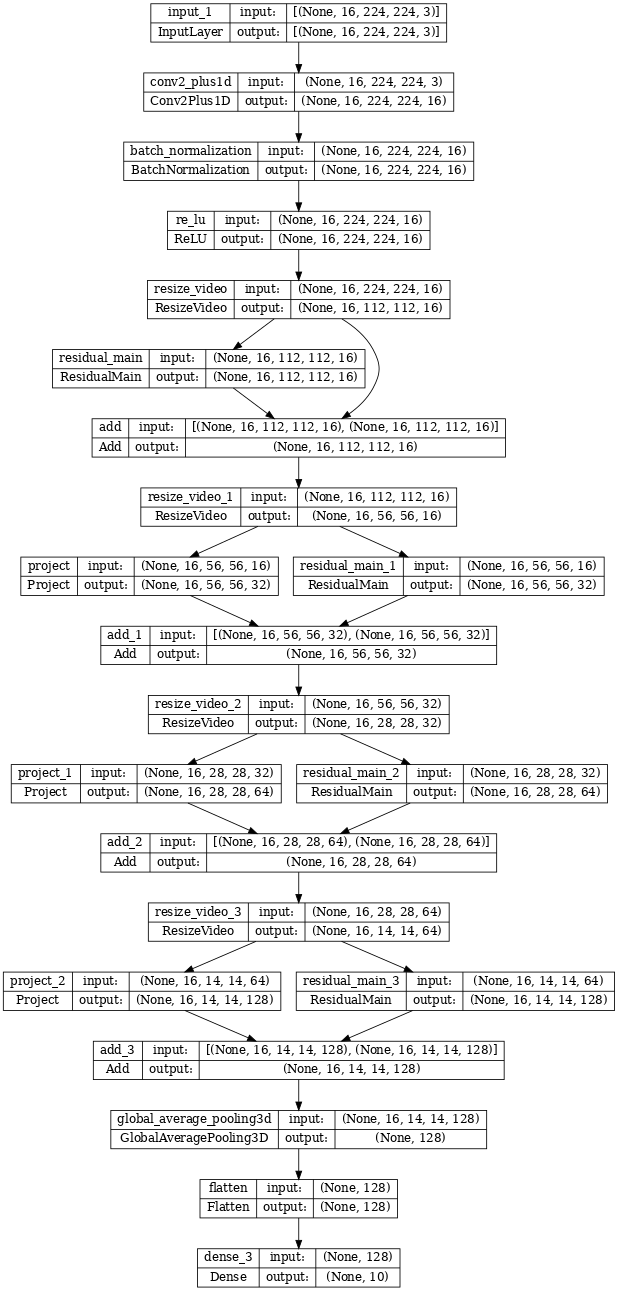 input_1 input: [(None, 16, 224, 224, 3)]
InputLayer output: [(None, 16, 224, 224, 3)]
conv2_plus1d input: (None, 16, 224, 224, 3)
Conv2Plus1D output: (None, 16, 224, 224, 16)
batch_normalization input: (None, 16, 224, 224, 16)
BatchNormalization output: (None, 16, 224, 224, 16)
re_lu input: (None, 16, 224, 224, 16)
ReLU output: (None, 16, 224, 224, 16)
resize_video input: (None, 16, 224, 224, 16)
ResizeVideo output: (None, 16, 112, 112, 16)
residual_main input: (None, 16, 112, 112, 16)
ResidualMain output: (None, 16, 112, 112, 16)
add input: [(None, 16, 112, 112, 16), (None, 16, 112, 112, 16)]
Add output: (None, 16, 112, 112, 16)
resize_video_1 input: (None, 16, 112, 112, 16)
ResizeVideo output: (None, 16, 56, 56, 16)
project input: (None, 16, 56, 56, 16)
Project output: (None, 16, 56, 56, 32)
residual_main_1 input: (None, 16, 56, 56, 16)
ResidualMain output: (None, 16, 56, 56, 32)
add_1 input: [(None, 16, 56, 56, 32), (None, 16, 56, 56, 32)]
Add output: (None, 16, 56, 56, 32)
resize_video_2 input: (None, 16, 56, 56, 32)
ResizeVideo output: (None, 16, 28, 28, 32)
project_1 input: (None, 16, 28, 28, 32)
Project output: (None, 16, 28, 28, 64)
residual_main_2 input: (None, 16, 28, 28, 32)
ResidualMain output: (None, 16, 28, 28, 64)
add_2 input: [(None, 16, 28, 28, 64), (None, 16, 28, 28, 64)]
Add output: (None, 16, 28, 28, 64)
resize_video_3 input: (None, 16, 28, 28, 64)
ResizeVideo output: (None, 16, 14, 14, 64)
project_2 input: (None, 16, 14, 14, 64)
Project output: (None, 16, 14, 14, 128)
residual_main_3 input: (None, 16, 14, 14, 64)
ResidualMain output: (None, 16, 14, 14, 128)
add_3 input: [(None, 16, 14, 14, 128), (None, 16, 14, 14, 128)]
Add output: (None, 16, 14, 14, 128)
global_average_pooling3d input: (None, 16, 14, 14, 128)
GlobalAveragePooling3D output: (None, 128)
flatten input: (None, 128)
Flatten output: (None, 128)
dense_3 input: (None, 128)
Dense output: (None, 10)